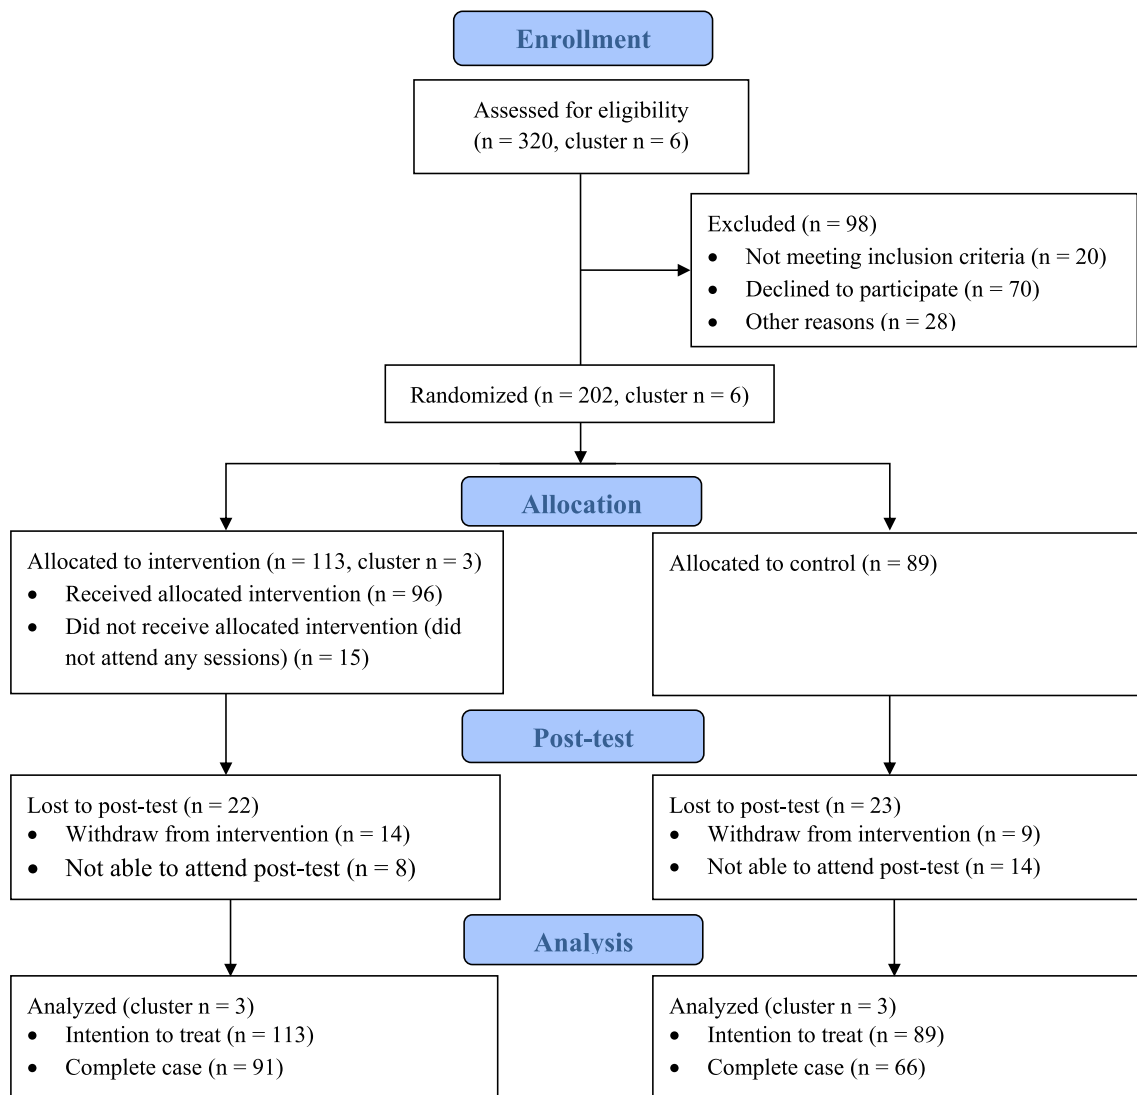 Enrollment
Assessed for eligibility
(n = 320, cluster n = 6)
Excluded (n = 98)
• Not meeting inclusion criteria (n = 20)
• Declined to participate (n = 70)
• Other reasons (n = 28)
Randomized (n = 202, cluster n = 6)
Allocation
Allocated to intervention (n = 113, cluster n = 3)
• Received allocated intervention (n = 96)
• Did not receive allocated intervention (did
not attend any sessions) (n = 15)
Allocated to control (n = 89)
Post-test
Lost to post-test (n = 22)
• Withdraw from intervention (n = 14)
• Not able to attend post-test (n = 8)
Lost to post-test (n = 23)
• Withdraw from intervention (n = 9)
• Not able to attend post-test (n = 14)
Analysis
Analyzed (cluster n = 3)
• Intention to treat (n = 113)
• Complete case (n = 91)
Analyzed (cluster n = 3)
• Intention to treat (n = 89)
• Complete case (n = 66)